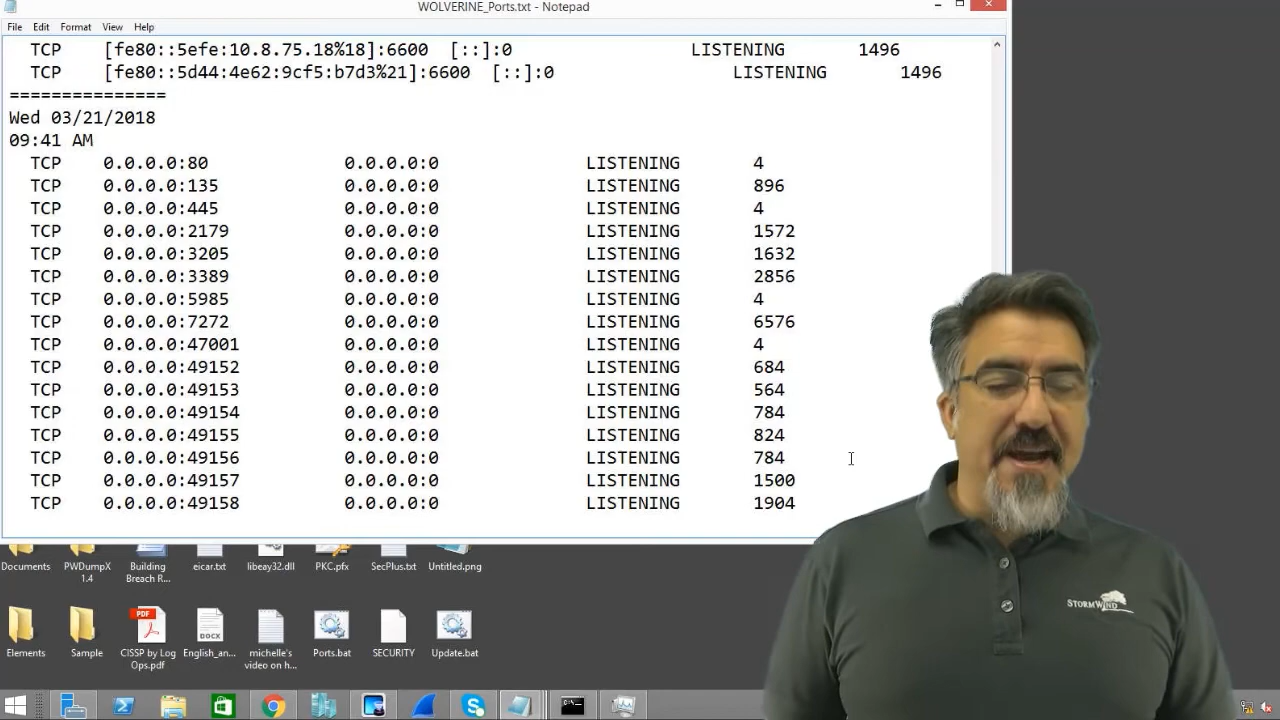 WOLVERINE_Ports.txt - Notepad
File Edit Format View Help
TCP [fe80::5efe:10.8.75.18%18]:6600 [::]:0 LISTENING 1496
TCP [fe80::5d44:4e62:9cf5:b7d3%21]:6600 [::]:0 LISTENING 1496
===============
Wed 03/21/2018
09:41 AM
TCP 0.0.0.0:80 0.0.0.0:0 LISTENING 4
TCP 0.0.0.0:135 0.0.0.0:0 LISTENING 896
TCP 0.0.0.0:445 0.0.0.0:0 LISTENING 4
TCP 0.0.0.0:2179 0.0.0.0:0 LISTENING 1572
TCP 0.0.0.0:3205 0.0.0.0:0 LISTENING 1632
TCP 0.0.0.0:3389 0.0.0.0:0 LISTENING 2856
TCP 0.0.0.0:5985 0.0.0.0:0 LISTENING 4
TCP 0.0.0.0:7272 0.0.0.0:0 LISTENING 6576
TCP 0.0.0.0:47001 0.0.0.0:0 LISTENING 4
TCP 0.0.0.0:49152 0.0.0.0:0 LISTENING 684
TCP 0.0.0.0:49153 0.0.0.0:0 LISTENING 564
TCP 0.0.0.0:49154 0.0.0.0:0 LISTENING 784
TCP 0.0.0.0:49155 0.0.0.0:0 LISTENING 824
TCP 0.0.0.0:49156 0.0.0.0:0 LISTENING 784
TCP 0.0.0.0:49157 0.0.0.0:0 LISTENING 1500
TCP 0.0.0.0:49158 0.0.0.0:0 LISTENING 1904
Documents PWDumpX Building eicar.txt libeay32.dll PKC.pfx SecPlus.txt Untitled.png
1.4 Breach R...
PDF
DOCX
Elements Sample CISSP by Log English_an... michelle's Ports.bat SECURITY Update.bat
Ops.pdf video on h...
STORMWIND